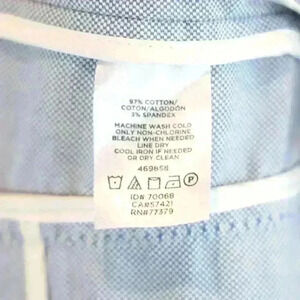 97% COTTON/
COTON/ALGODÓN
3% SPANDEX
MACHINE WASH COLD
ONLY NON-CHLORINE
BLEACH WHEN NEEDED
LINE DRY
COOL IRON IF NEEDED
OR DRY CLEAN
469858
P
ID# 70068
CA#57421
RN#77379